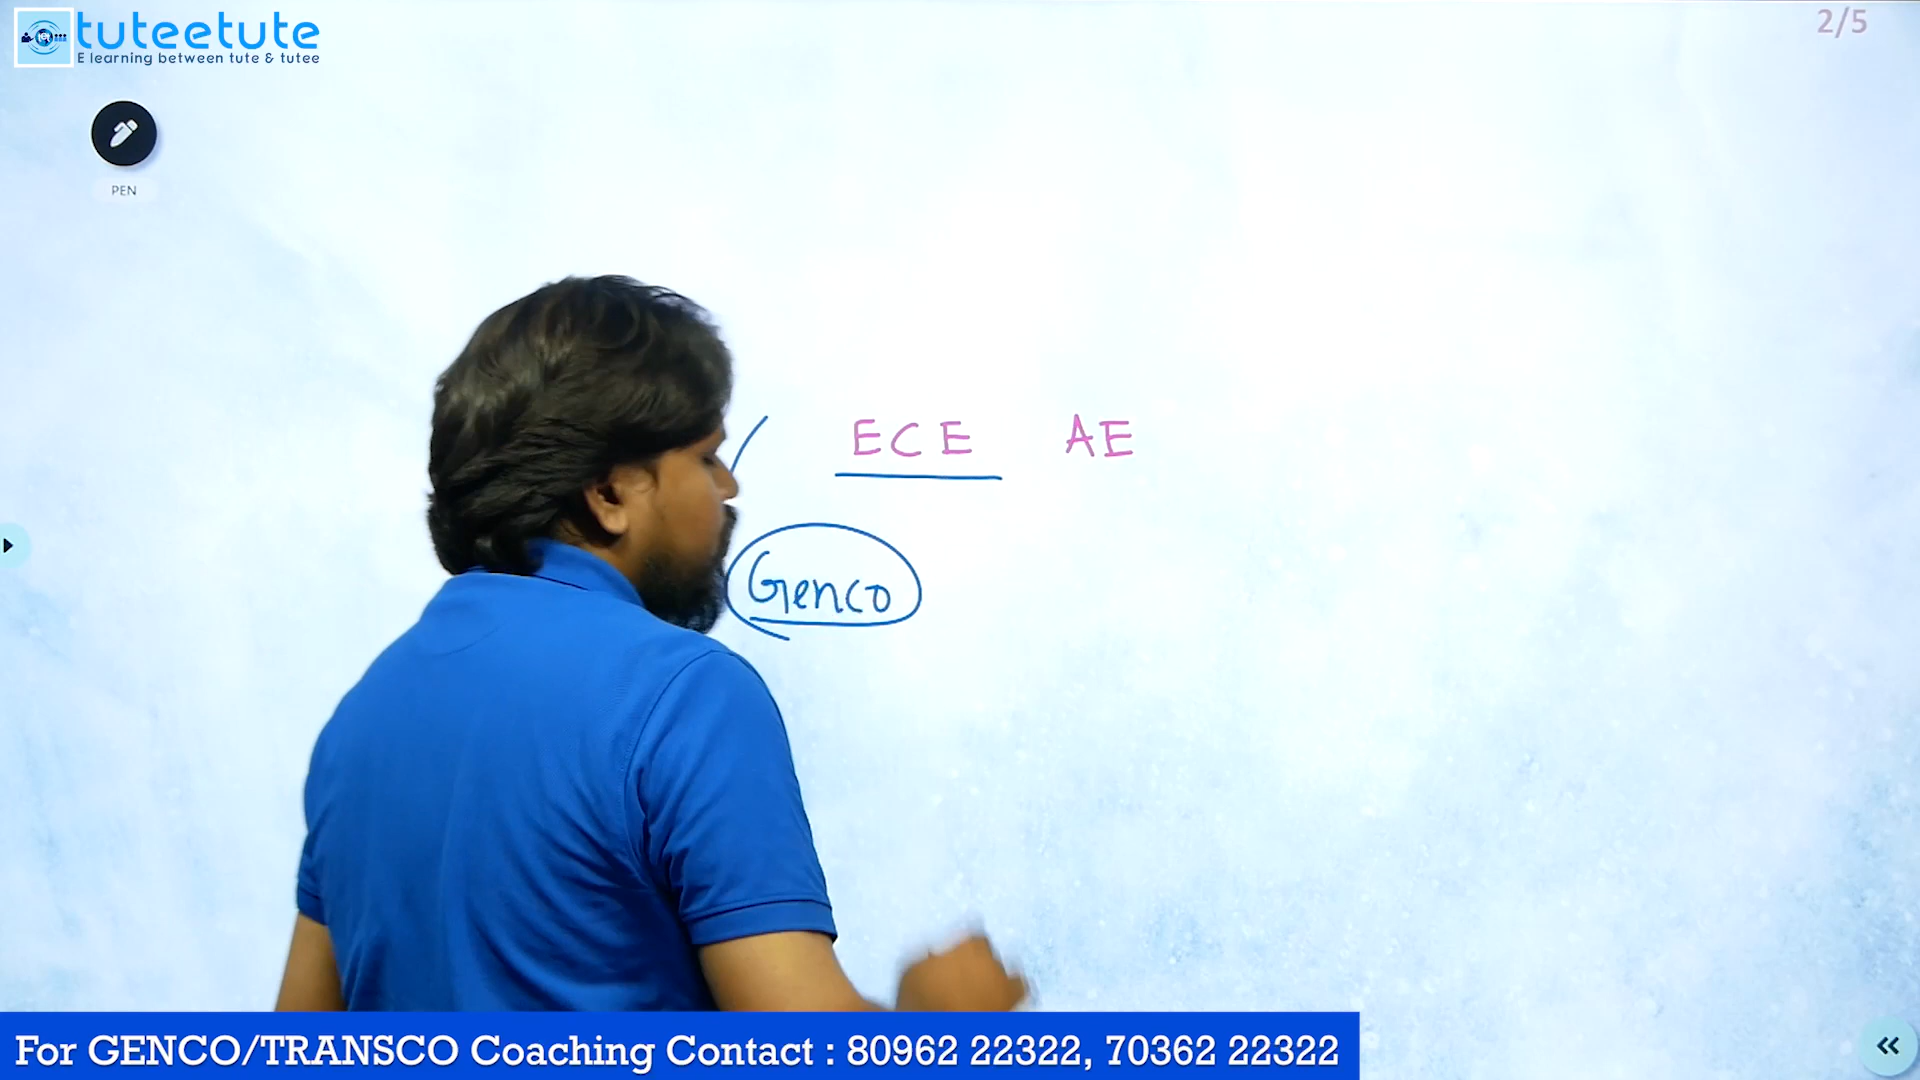 tuteetute
E learning between tute & tutee
2/5
PEN
ECE AE
Genco
For GENCO/TRANSCO Coaching Contact : 80962 22322, 70362 22322